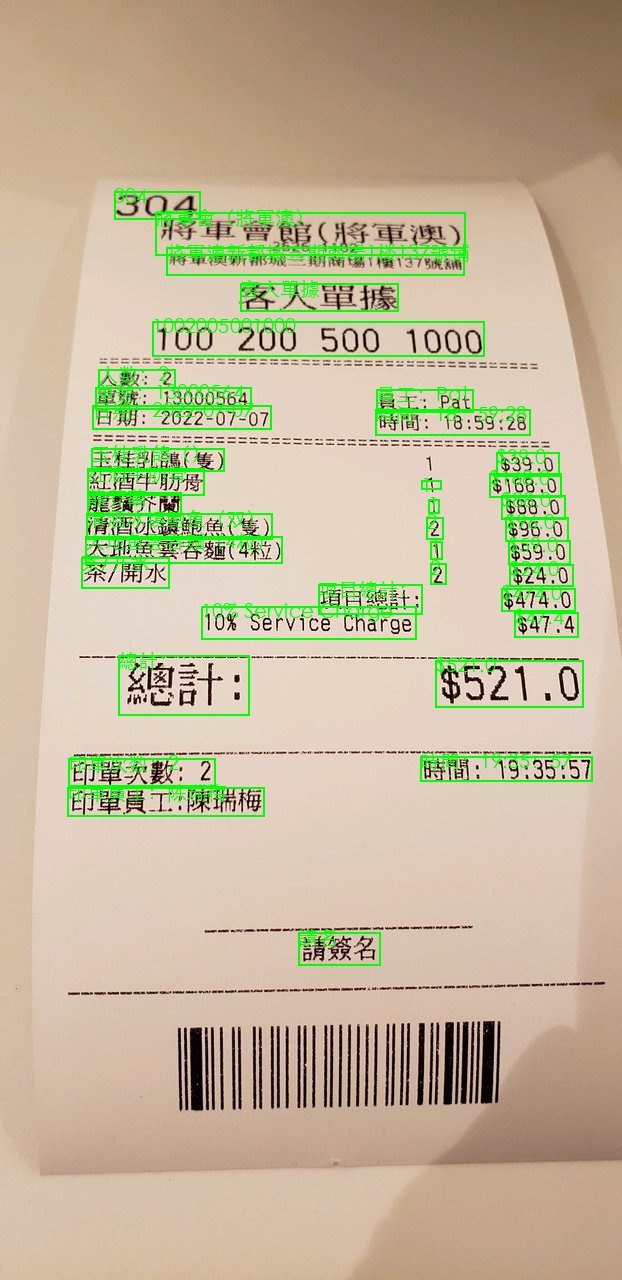 304
將軍會館(將軍澳)
將軍澳新都城三期商場1樓137號舖
客人單據
100 200 500 1000
人數: 2
單號: 13000564 員工: Pat
日期: 2022-07-07 時間: 18:59:28
玉桂乳鴿(隻) 1 $39.0
紅酒牛肋骨 1 $168.0
龍鬚芥蘭 1 $88.0
清酒冰鎮鮑魚(隻) 2 $96.0
大地魚雲吞麵(4粒) 1 $59.0
茶/開水 2 $24.0
項目總計: $474.0
10% Service Charge $47.4
總計: $521.0
印單次數: 2 時間: 19:35:57
印單員工:陳瑞梅
請簽名